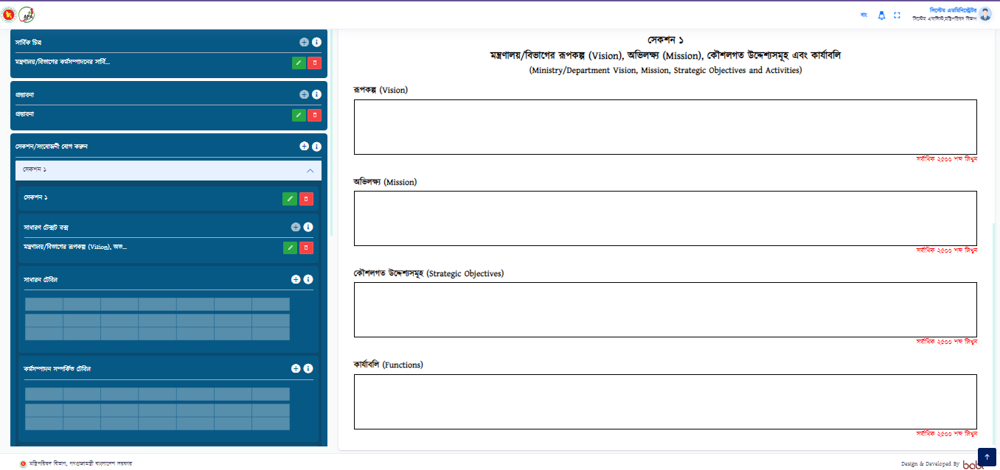 APA
বাং
সিস্টেম এডমিনিস্ট্রেটর
সিস্টেম এনালিস্ট,মন্ত্রিপরিষদ বিভাগ
সার্বিক চিত্র
মন্ত্রণালয়/বিভাগের কর্মসম্পাদনের সার্বি...
প্রস্তাবনা
প্রস্তাবনা
সেকশন/সংযোজনী যোগ করুন
সেকশন ১
সেকশন ১
সাধারণ টেক্সট বক্স
মন্ত্রণালয়/বিভাগের রূপকল্প (Vision), অভ...
সাধারন টেবিল
কর্মসম্পাদন সম্পর্কিত টেবিল
সেকশন ১
মন্ত্রণালয়/বিভাগের রূপকল্প (Vision), অভিলক্ষ্য (Mission), কৌশলগত উদ্দেশ্যসমূহ এবং কার্যাবলি
(Ministry/Department Vision, Mission, Strategic Objectives and Activities)
রূপকল্প (Vision)
সর্বাধিক ২৫০০ শব্দ লিখুন
অভিলক্ষ্য (Mission)
সর্বাধিক ২৫০০ শব্দ লিখুন
কৌশলগত উদ্দেশ্যসমূহ (Strategic Objectives)
সর্বাধিক ২৫০০ শব্দ লিখুন
কার্যাবলি (Functions)
সর্বাধিক ২৫০০ শব্দ লিখুন
মন্ত্রিপরিষদ বিভাগ, গণপ্রজাতন্ত্রী বাংলাদেশ সরকার
Design & Developed By